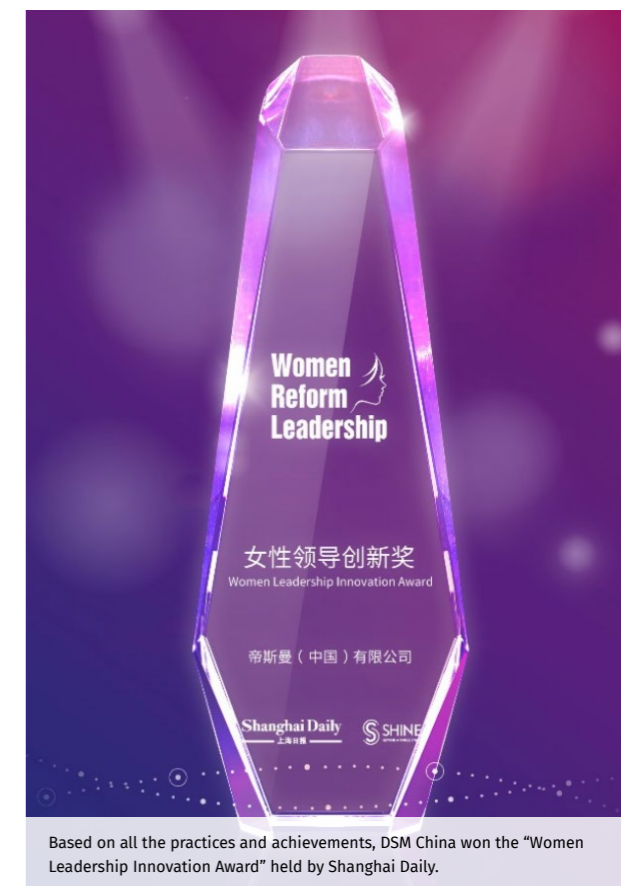 Women
Reform
Leadership
女性领导创新奖
Women Leadership Innovation Award
帝斯曼（中国）有限公司
Shanghai Daily
上海日报
SHINE
Based on all the practices and achievements, DSM China won the “Women
Leadership Innovation Award” held by Shanghai Daily.